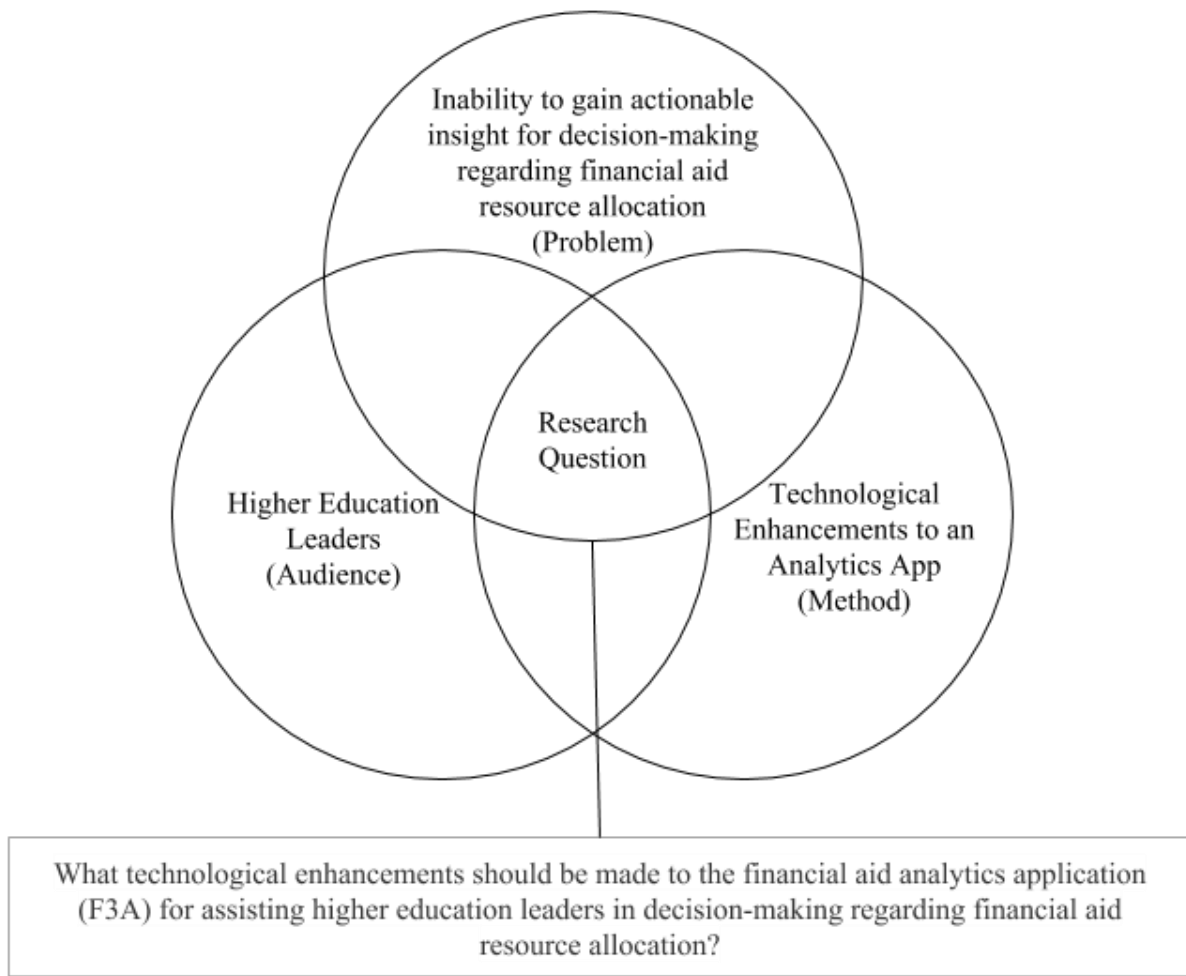 Inability to gain actionable
insight for decision-making
regarding financial aid
resource allocation
(Problem)
Research
Question
Higher Education
Leaders
(Audience)
Technological
Enhancements to an
Analytics App
(Method)
What technological enhancements should be made to the financial aid analytics application
(F3A) for assisting higher education leaders in decision-making regarding financial aid
resource allocation?